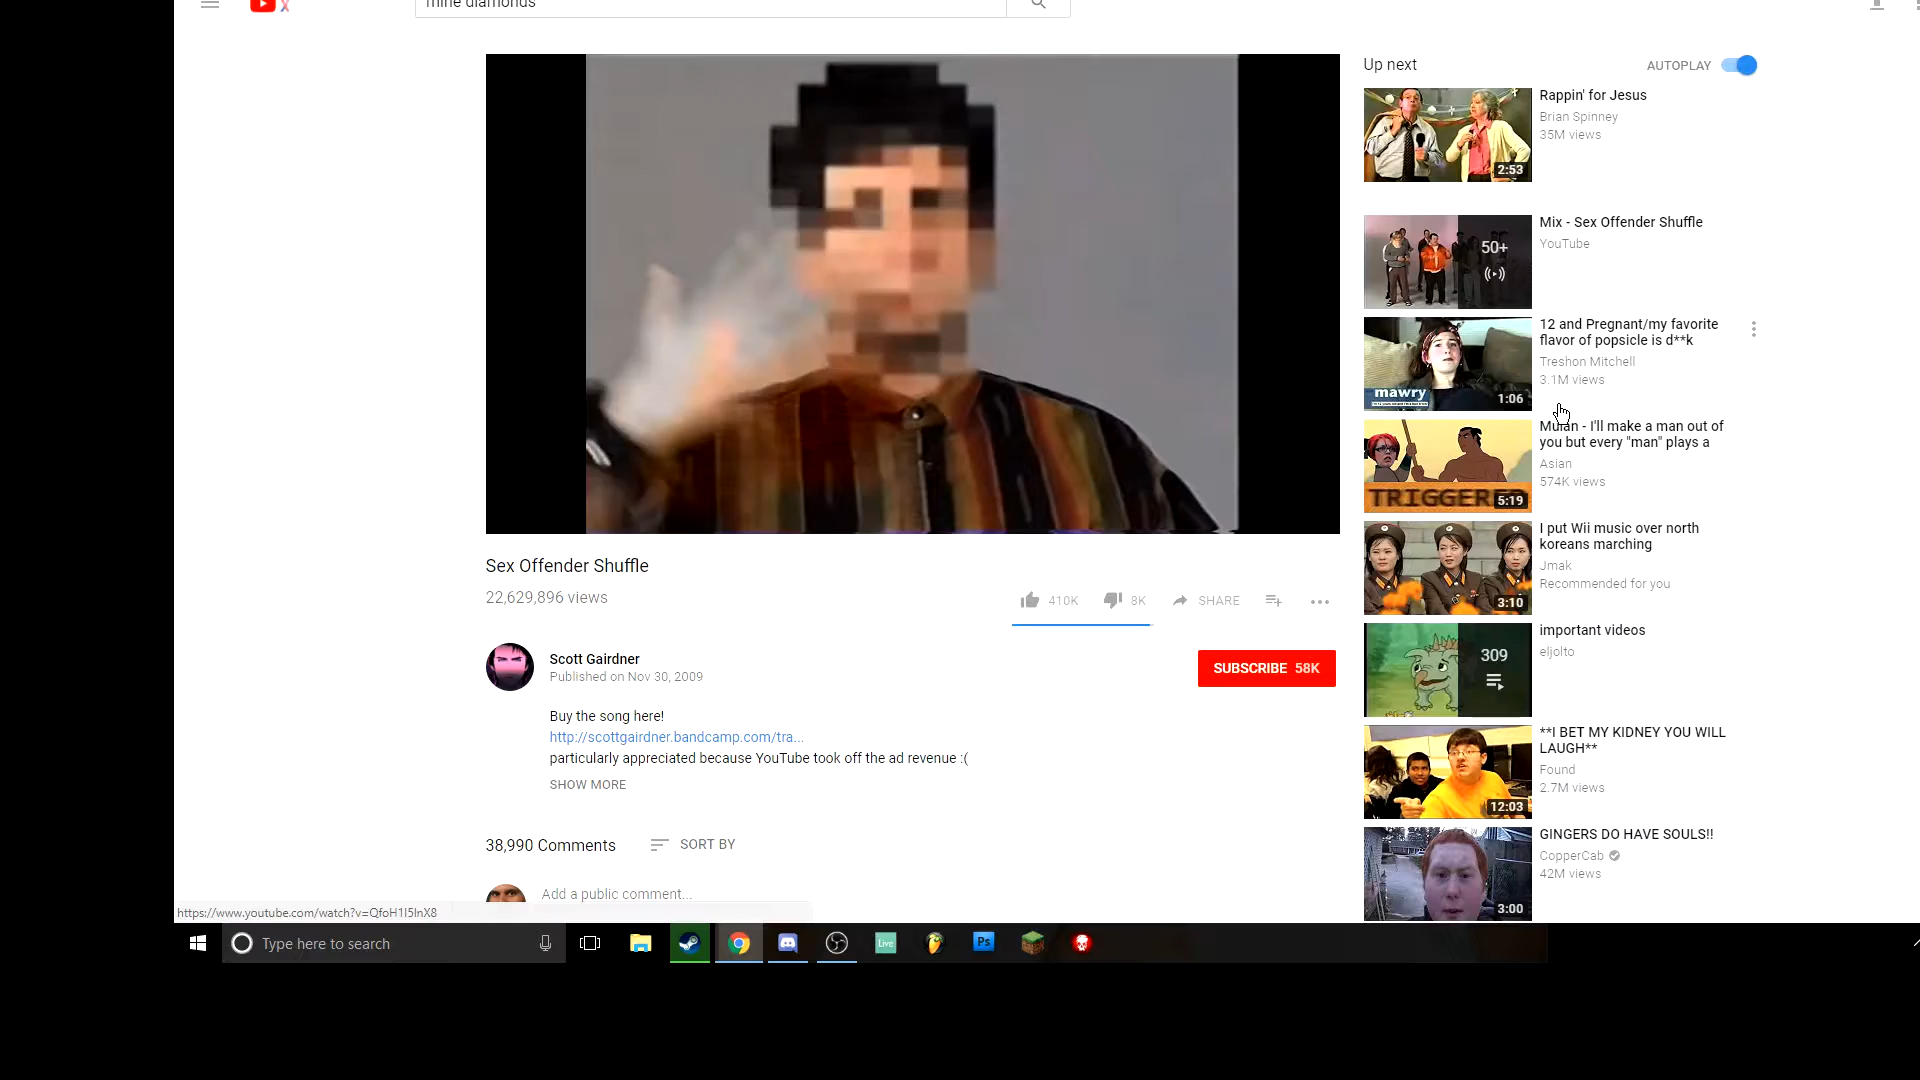 mine diamonds
Up next
AUTOPLAY
Rappin' for Jesus
Brian Spinney
35M views
2:53
Mix - Sex Offender Shuffle
YouTube
50+
12 and Pregnant/my favorite
flavor of popsicle is d**k
Treshon Mitchell
3.1M views
mawry
1:06
Mulan - I'll make a man out of
you but every "man" plays a
Asian
574K views
TRIGGERE
5:19
I put Wii music over north
koreans marching
Jmak
Recommended for you
3:10
important videos
eljolto
309
**I BET MY KIDNEY YOU WILL
LAUGH**
Found
2.7M views
12:03
GINGERS DO HAVE SOULS!!
CopperCab
42M views
3:00
Sex Offender Shuffle
22,629,896 views
410K
8K
SHARE
Scott Gairdner
Published on Nov 30, 2009
SUBSCRIBE 58K
Buy the song here!
http://scottgairdner.bandcamp.com/tra...
particularly appreciated because YouTube took off the ad revenue :(
SHOW MORE
38,990 Comments
SORT BY
Add a public comment...
https://www.youtube.com/watch?v=QfoH1I5lnX8
Type here to search
Live
Ps